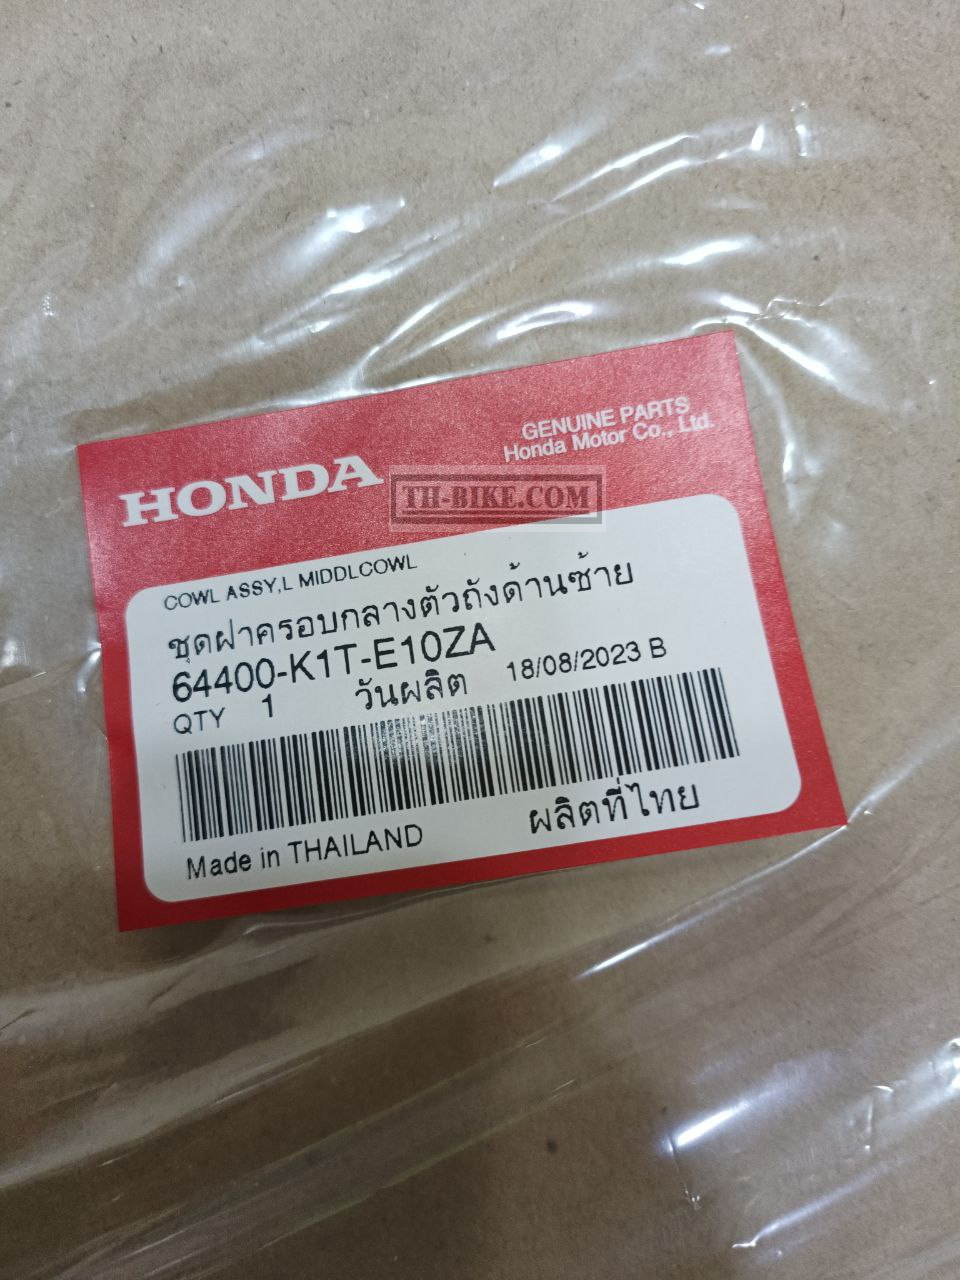 GENUINE PARTS
Honda Motor Co., Ltd.
HONDA
TH-BIKE.COM
COWL ASSY,L MIDDLCOWL
ชุดฝาครอบกลางตัวถังด้านซ้าย
64400-K1T-E10ZA
QTY 1 วันผลิต 18/08/2023 B
Made in THAILAND ผลิตที่ไทย